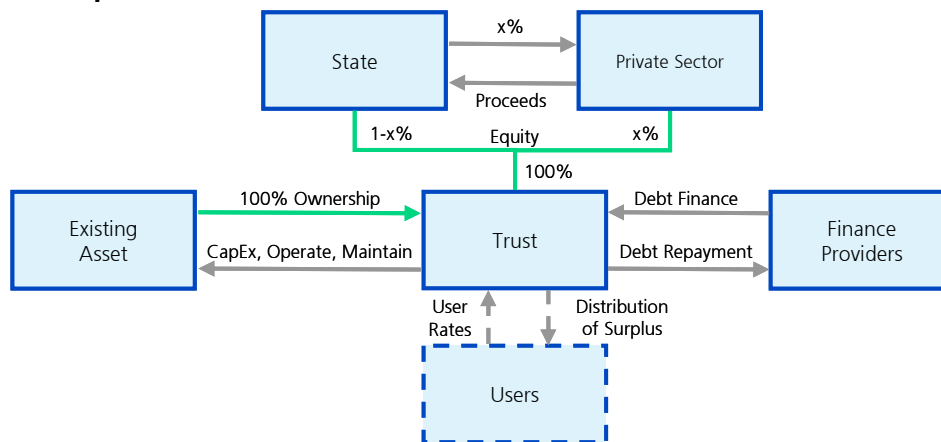 State
x%
Private Sector
Proceeds
1-x%
Equity
x%
100%
Existing
Asset
100% Ownership
CapEx, Operate, Maintain
Trust
Debt Finance
Debt Repayment
Finance
Providers
User
Rates
Distribution
of Surplus
Users